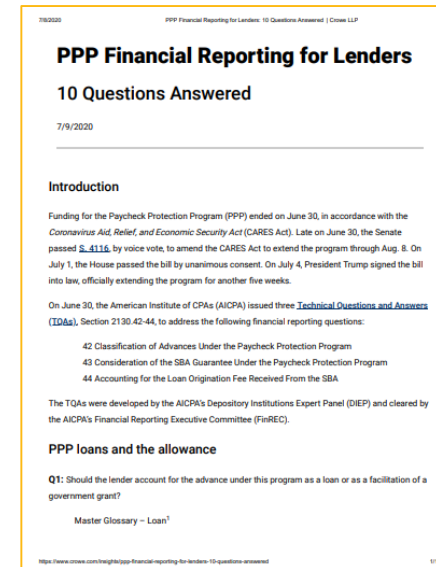 7/8/2020 PPP Financial Reporting for Lenders: 10 Questions Answered | Crowe LLP
PPP Financial Reporting for Lenders
10 Questions Answered
7/9/2020
Introduction
Funding for the Paycheck Protection Program (PPP) ended on June 30, in accordance with the
Coronavirus Aid, Relief, and Economic Security Act (CARES Act). Late on June 30, the Senate
passed S. 4116, by voice vote, to amend the CARES Act to extend the program through Aug. 8. On
July 1, the House passed the bill by unanimous consent. On July 4, President Trump signed the bill
into law, officially extending the program for another five weeks.
On June 30, the American Institute of CPAs (AICPA) issued three Technical Questions and Answers
(TQAs), Section 2130.42-44, to address the following financial reporting questions:
42 Classification of Advances Under the Paycheck Protection Program
43 Consideration of the SBA Guarantee Under the Paycheck Protection Program
44 Accounting for the Loan Origination Fee Received From the SBA
The TQAs were developed by the AICPA's Depository Institutions Expert Panel (DIEP) and cleared by
the AICPA's Financial Reporting Executive Committee (FinREC).
PPP loans and the allowance
Q1: Should the lender account for the advance under this program as a loan or as a facilitation of a
government grant?
Master Glossary – Loan¹
https://www.crowe.com/insights/ppp-financial-reporting-for-lenders-10-questions-answered